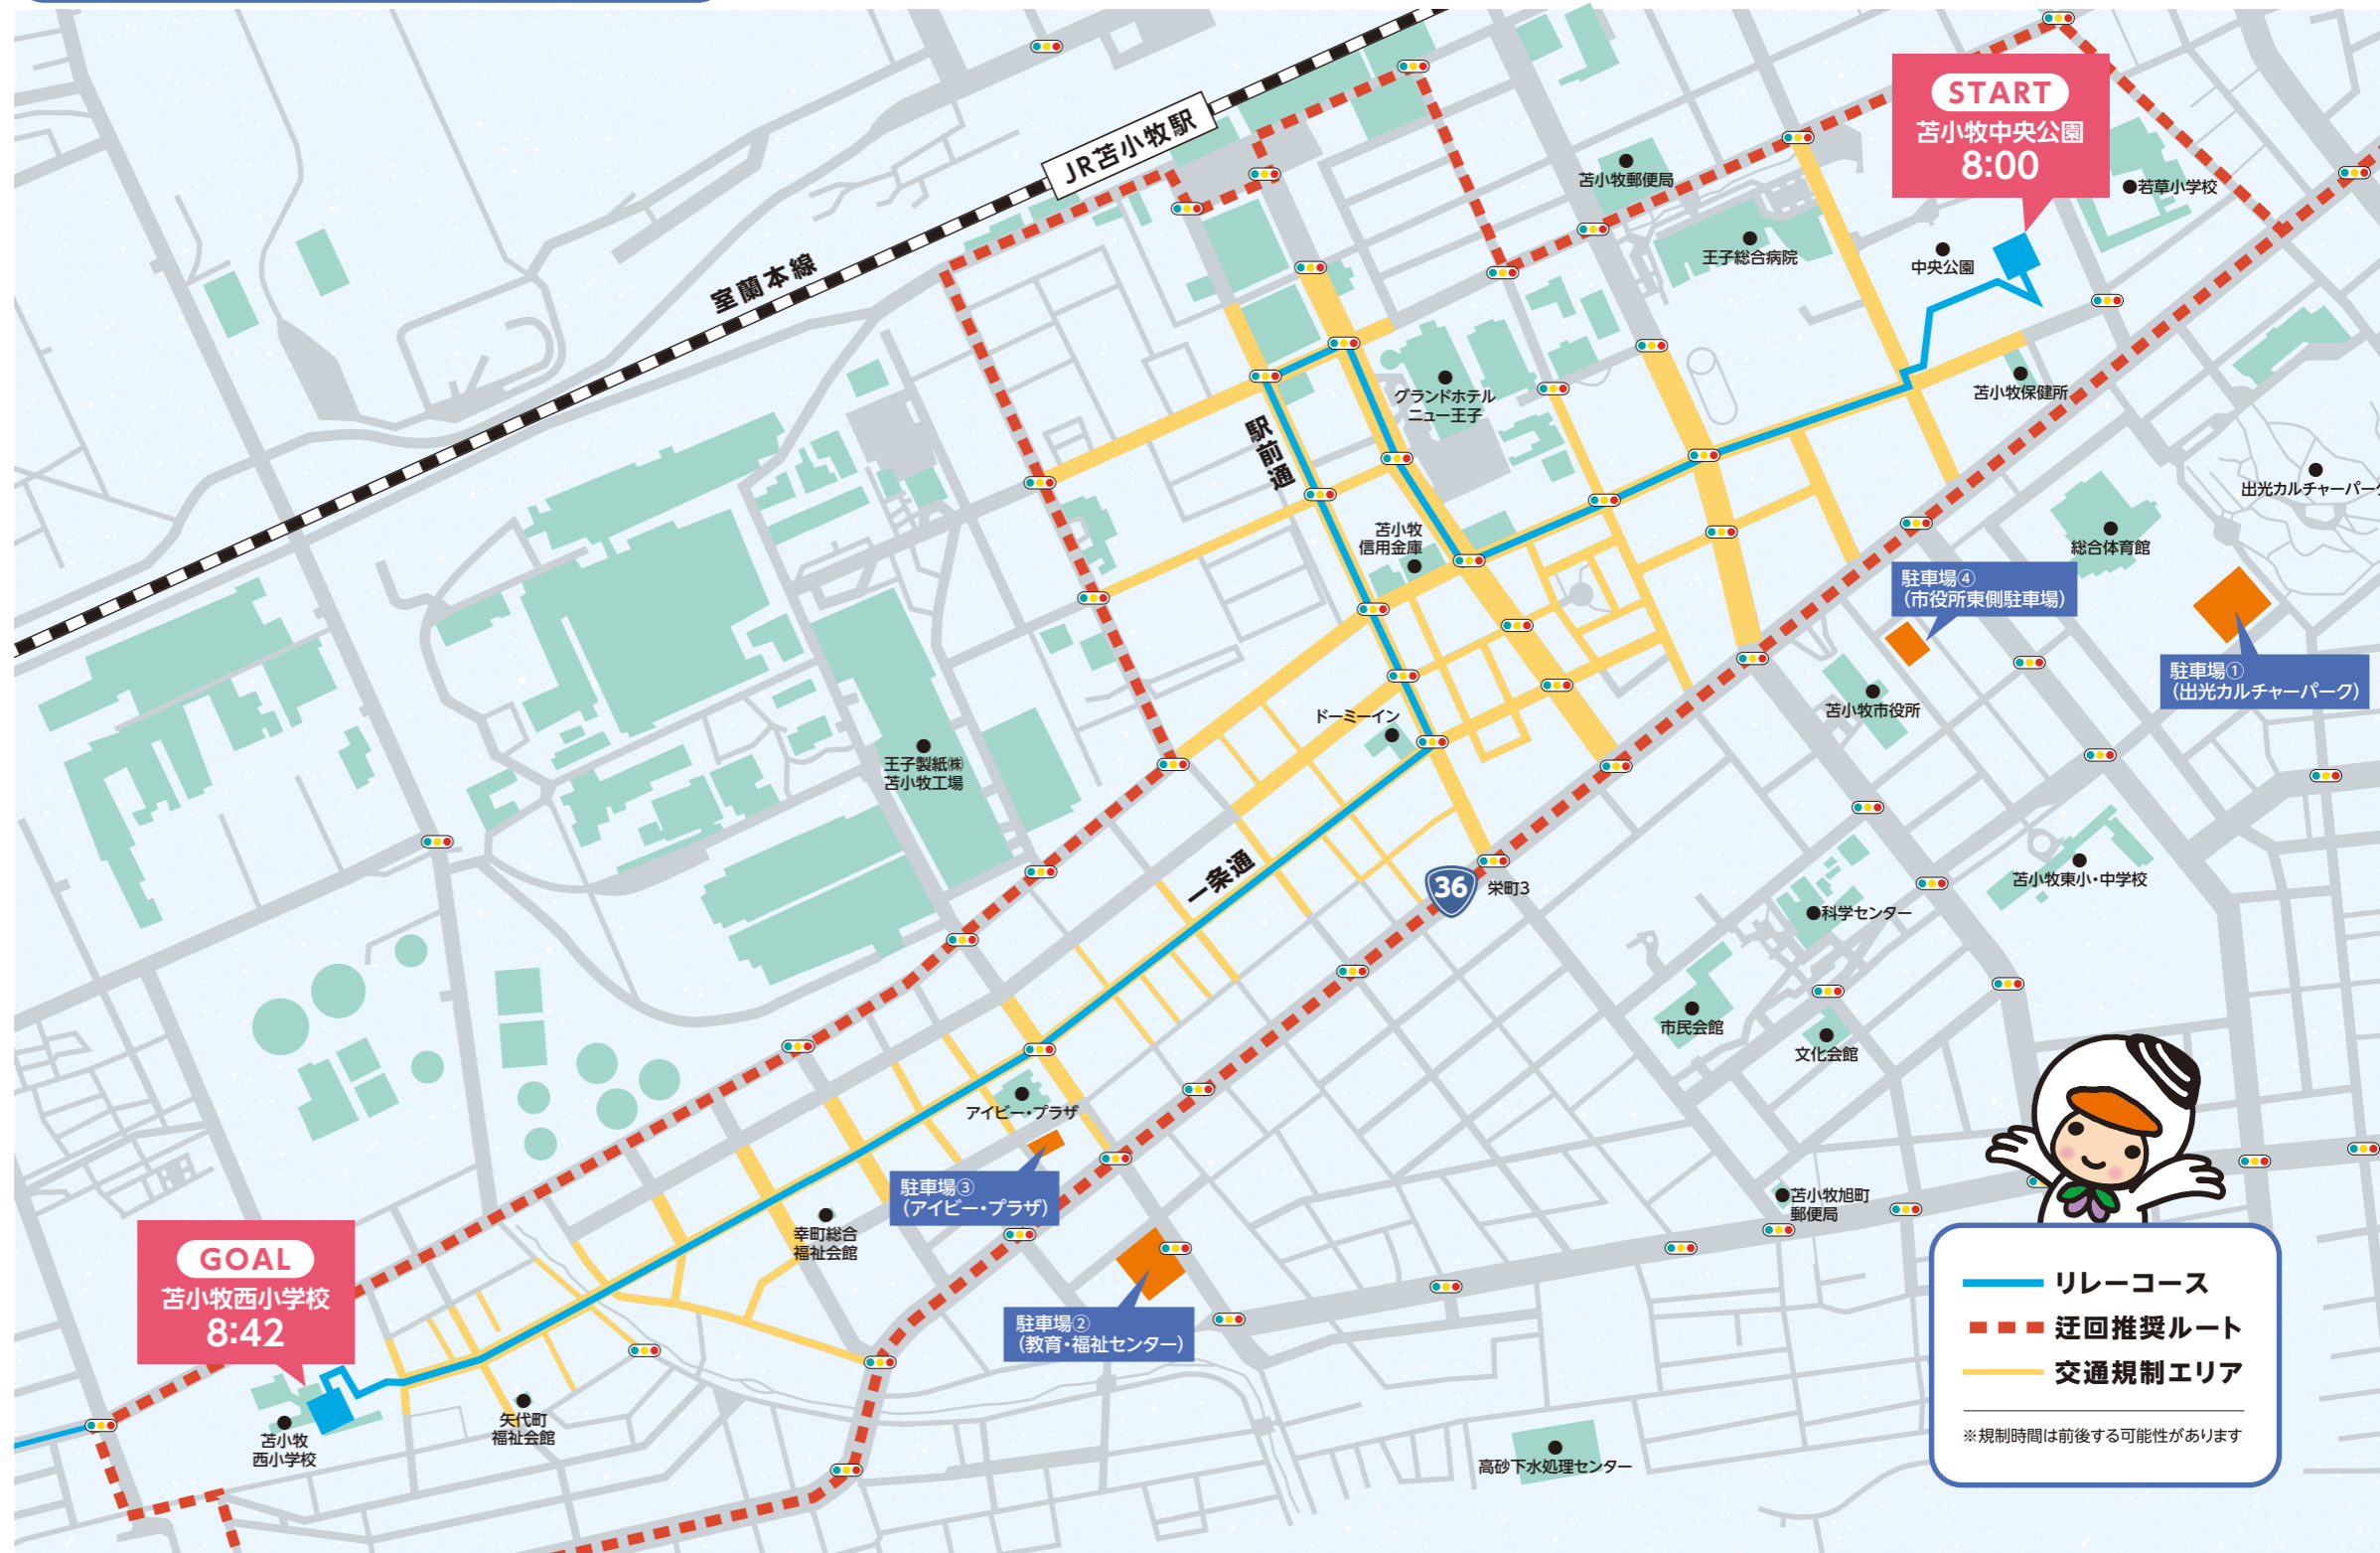 JR苫小牧駅
室蘭本線
START
苫小牧中央公園
8:00
若草小学校
苫小牧郵便局
王子総合病院
中央公園
苫小牧保健所
グランドホテル
ニュー王子
駅前通
苫小牧
信用金庫
出光カルチャーパーク
総合体育館
駐車場④
(市役所東側駐車場)
駐車場①
(出光カルチャーパーク)
苫小牧市役所
ドーミーイン
王子製紙㈱
苫小牧工場
一条通
36
栄町3
苫小牧東小・中学校
科学センター
市民会館
文化会館
アイビー・プラザ
駐車場③
(アイビー・プラザ)
幸町総合
福祉会館
苫小牧旭町
郵便局
GOAL
苫小牧西小学校
8:42
駐車場②
(教育・福祉センター)
矢代町
福祉会館
苫小牧
西小学校
高砂下水処理センター
リレーコース
迂回推奨ルート
交通規制エリア
※規制時間は前後する可能性があります